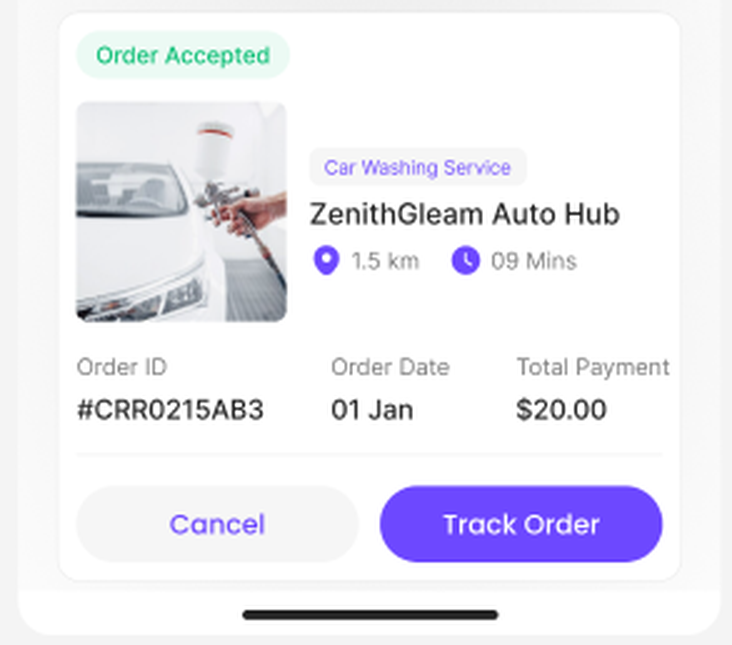 Order Accepted
Car Washing Service
ZenithGleam Auto Hub
1.5 km 09 Mins
Order ID Order Date Total Payment
#CRR0215AB3 01 Jan $20.00
Cancel Track Order